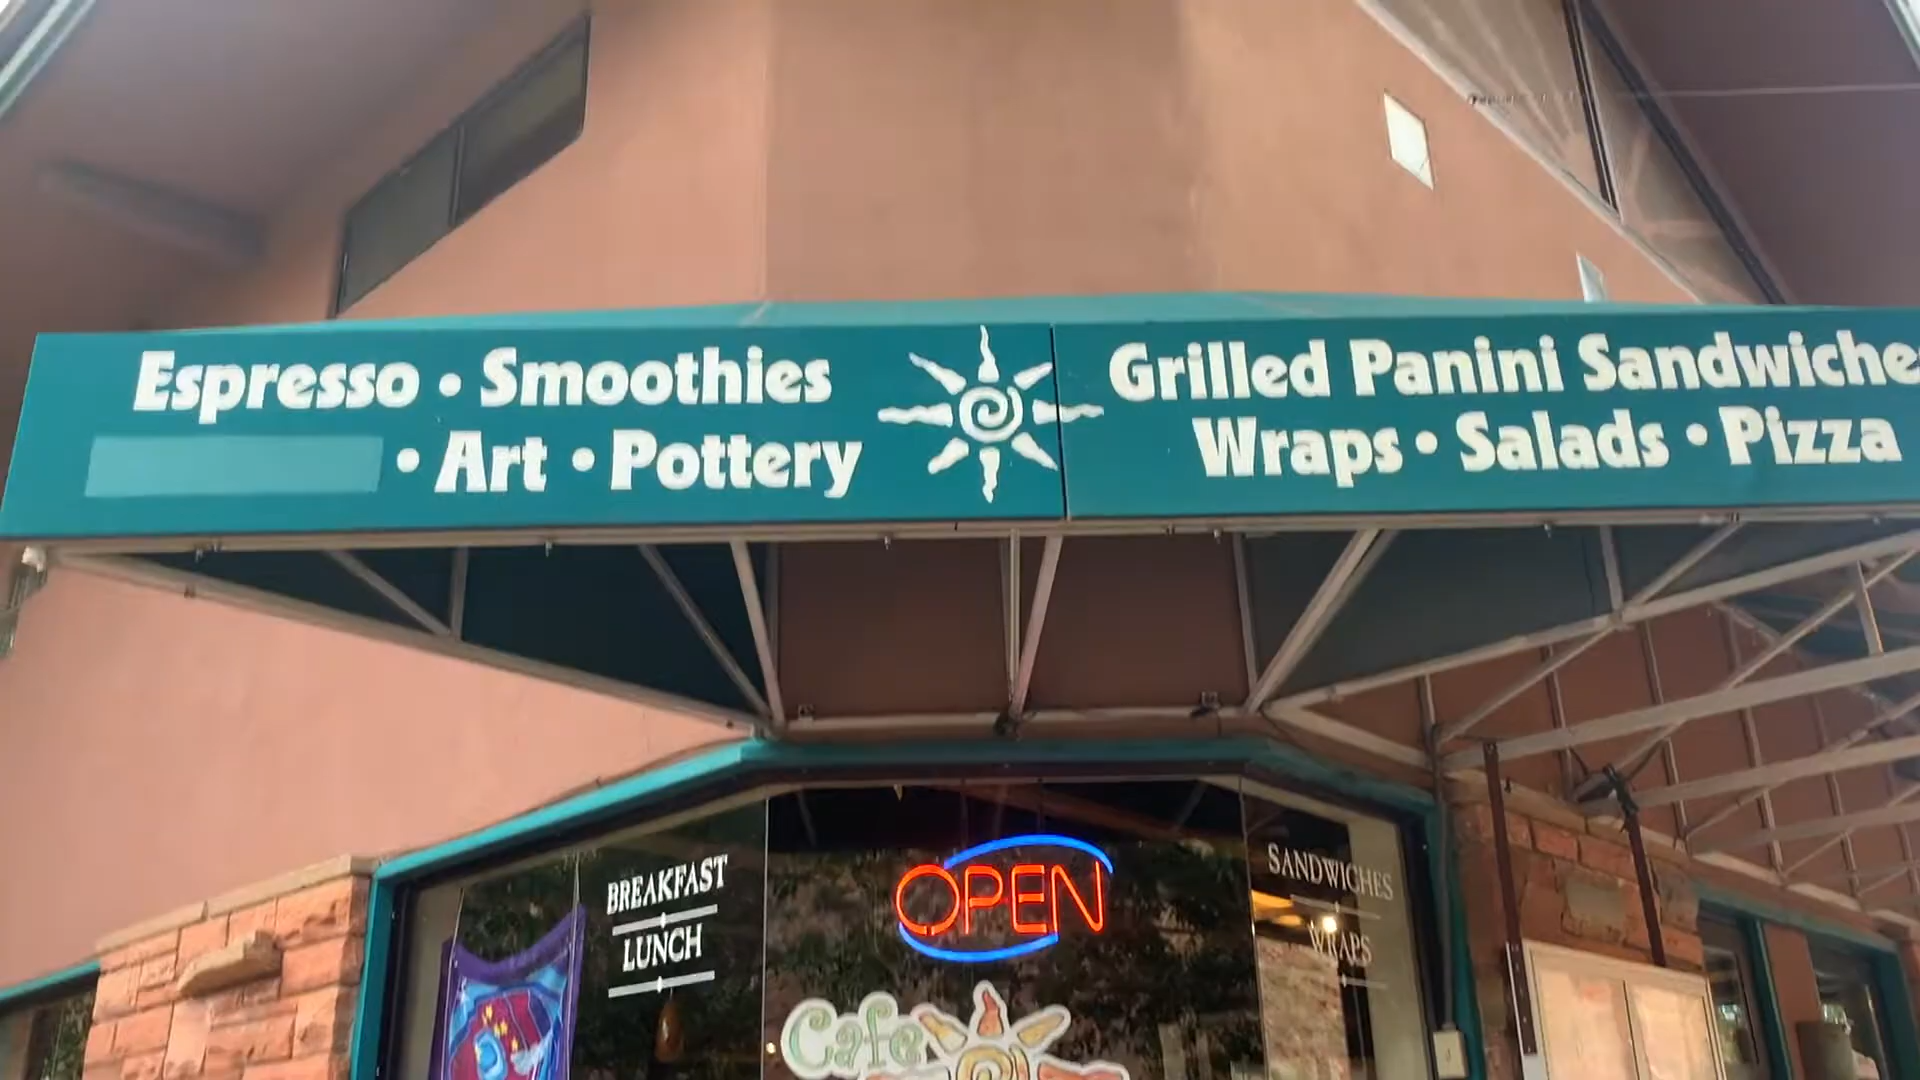 Espresso • Smoothies
• Art • Pottery
Grilled Panini Sandwiche
Wraps • Salads • Pizza
BREAKFAST
LUNCH
OPEN
SANDWICHES
WRAPS
Cafe